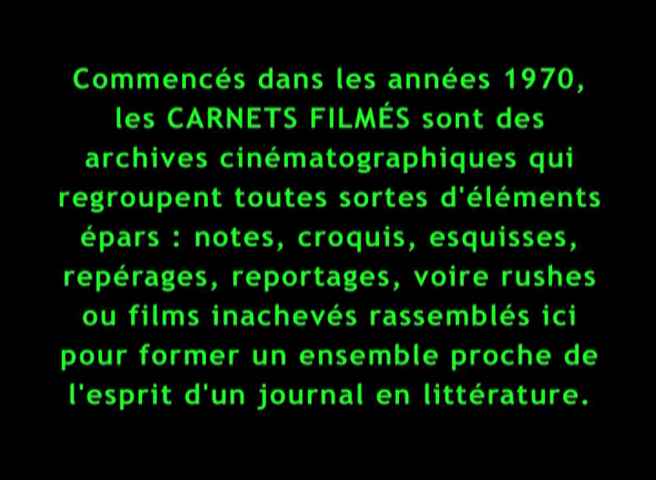 Commencés dans les années 1970,
les CARNETS FILMÉS sont des
archives cinématographiques qui
regroupent toutes sortes d'éléments
épars : notes, croquis, esquisses,
repérages, reportages, voire rushes
ou films inachevés rassemblés ici
pour former un ensemble proche de
l'esprit d'un journal en littérature.